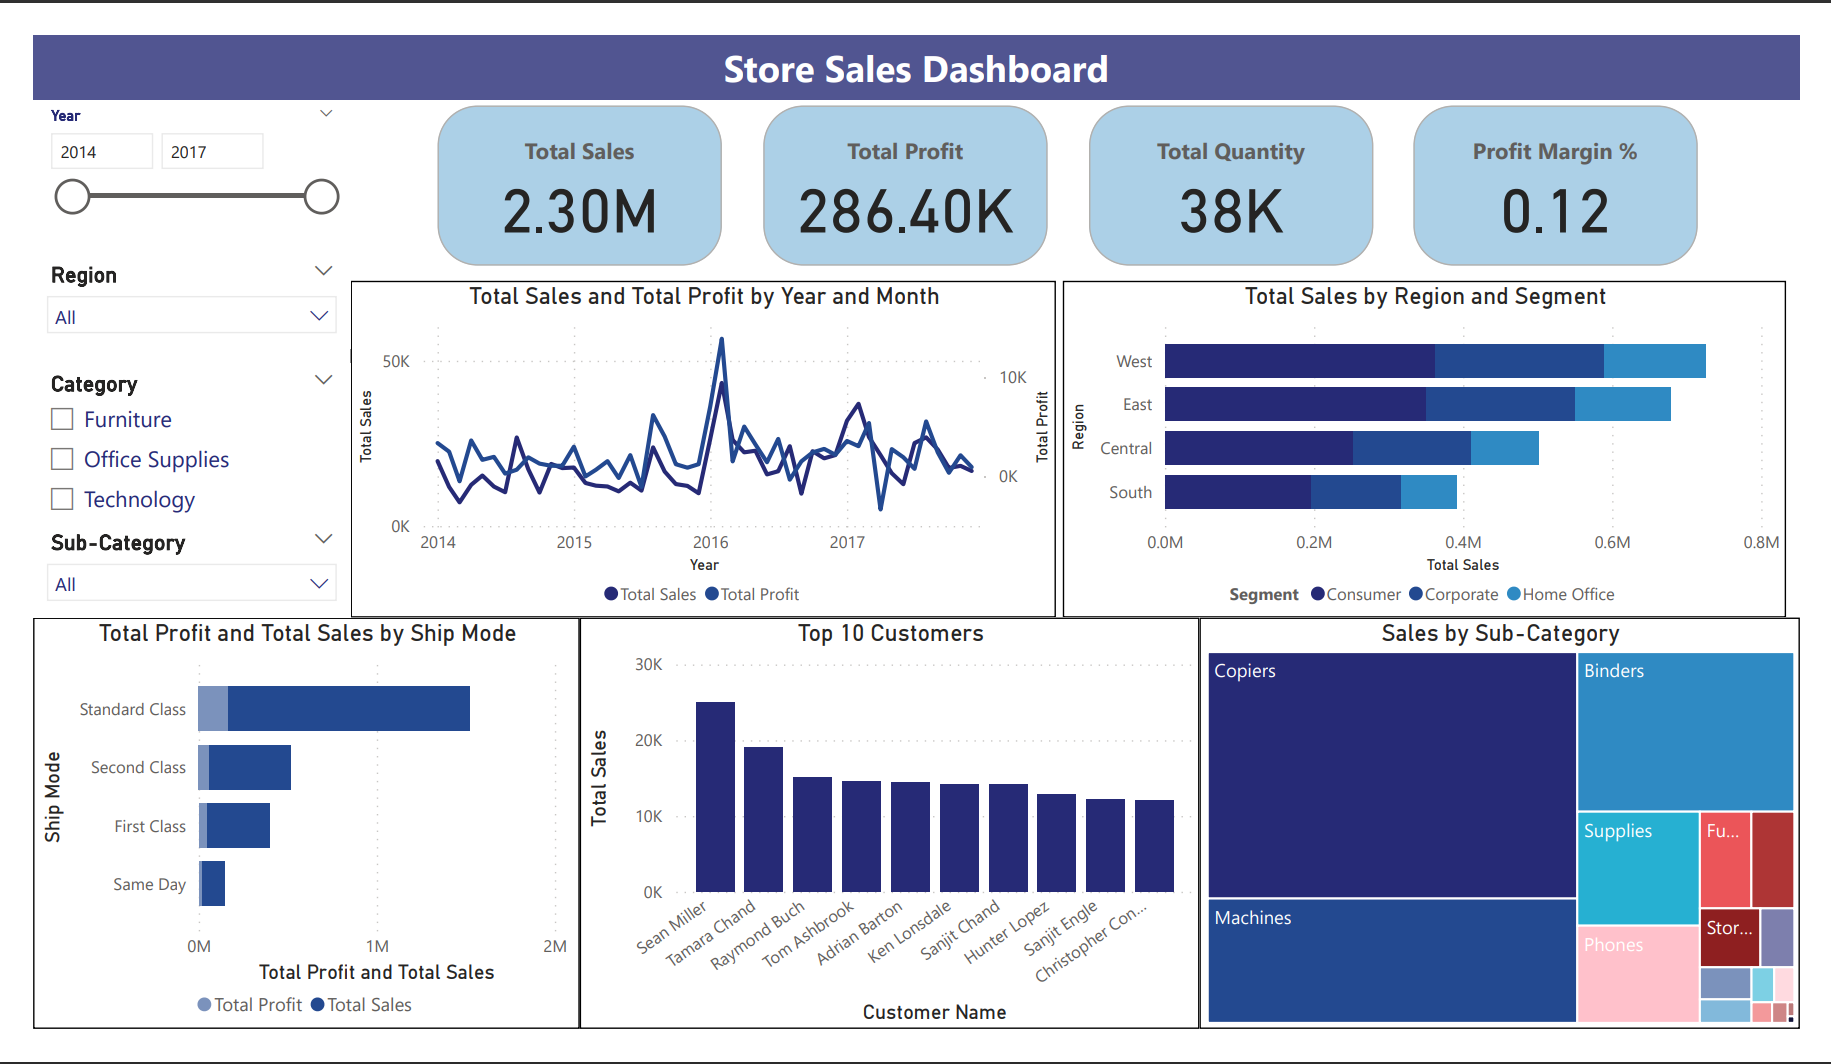 Store Sales Dashboard
Year
2014 2017
Region
All
Category
Furniture
Office Supplies
Technology
Sub-Category
All
Total Sales
2.30M
Total Profit
286.40K
Total Quantity
38K
Profit Margin %
0.12
Total Sales and Total Profit by Year and Month
Total Sales
50K
0K
10K
0K
Total Profit
2014 2015 2016 2017
Year
Total Sales Total Profit
Total Sales by Region and Segment
Region
West
East
Central
South
0.0M 0.2M 0.4M 0.6M 0.8M
Total Sales
Segment Consumer Corporate Home Office
Total Profit and Total Sales by Ship Mode
Ship Mode
Standard Class
Second Class
First Class
Same Day
0M 1M 2M
Total Profit and Total Sales
Total Profit Total Sales
Top 10 Customers
Total Sales
30K
20K
10K
0K
Sean Miller
Tamara Chand
Raymond Buch
Tom Ashbrook
Adrian Barton
Ken Lonsdale
Sanjit Chand
Hunter Lopez
Sanjit Engle
Christopher Con...
Customer Name
Sales by Sub-Category
Copiers
Machines
Binders
Supplies
Phones
Fu...
Stor...